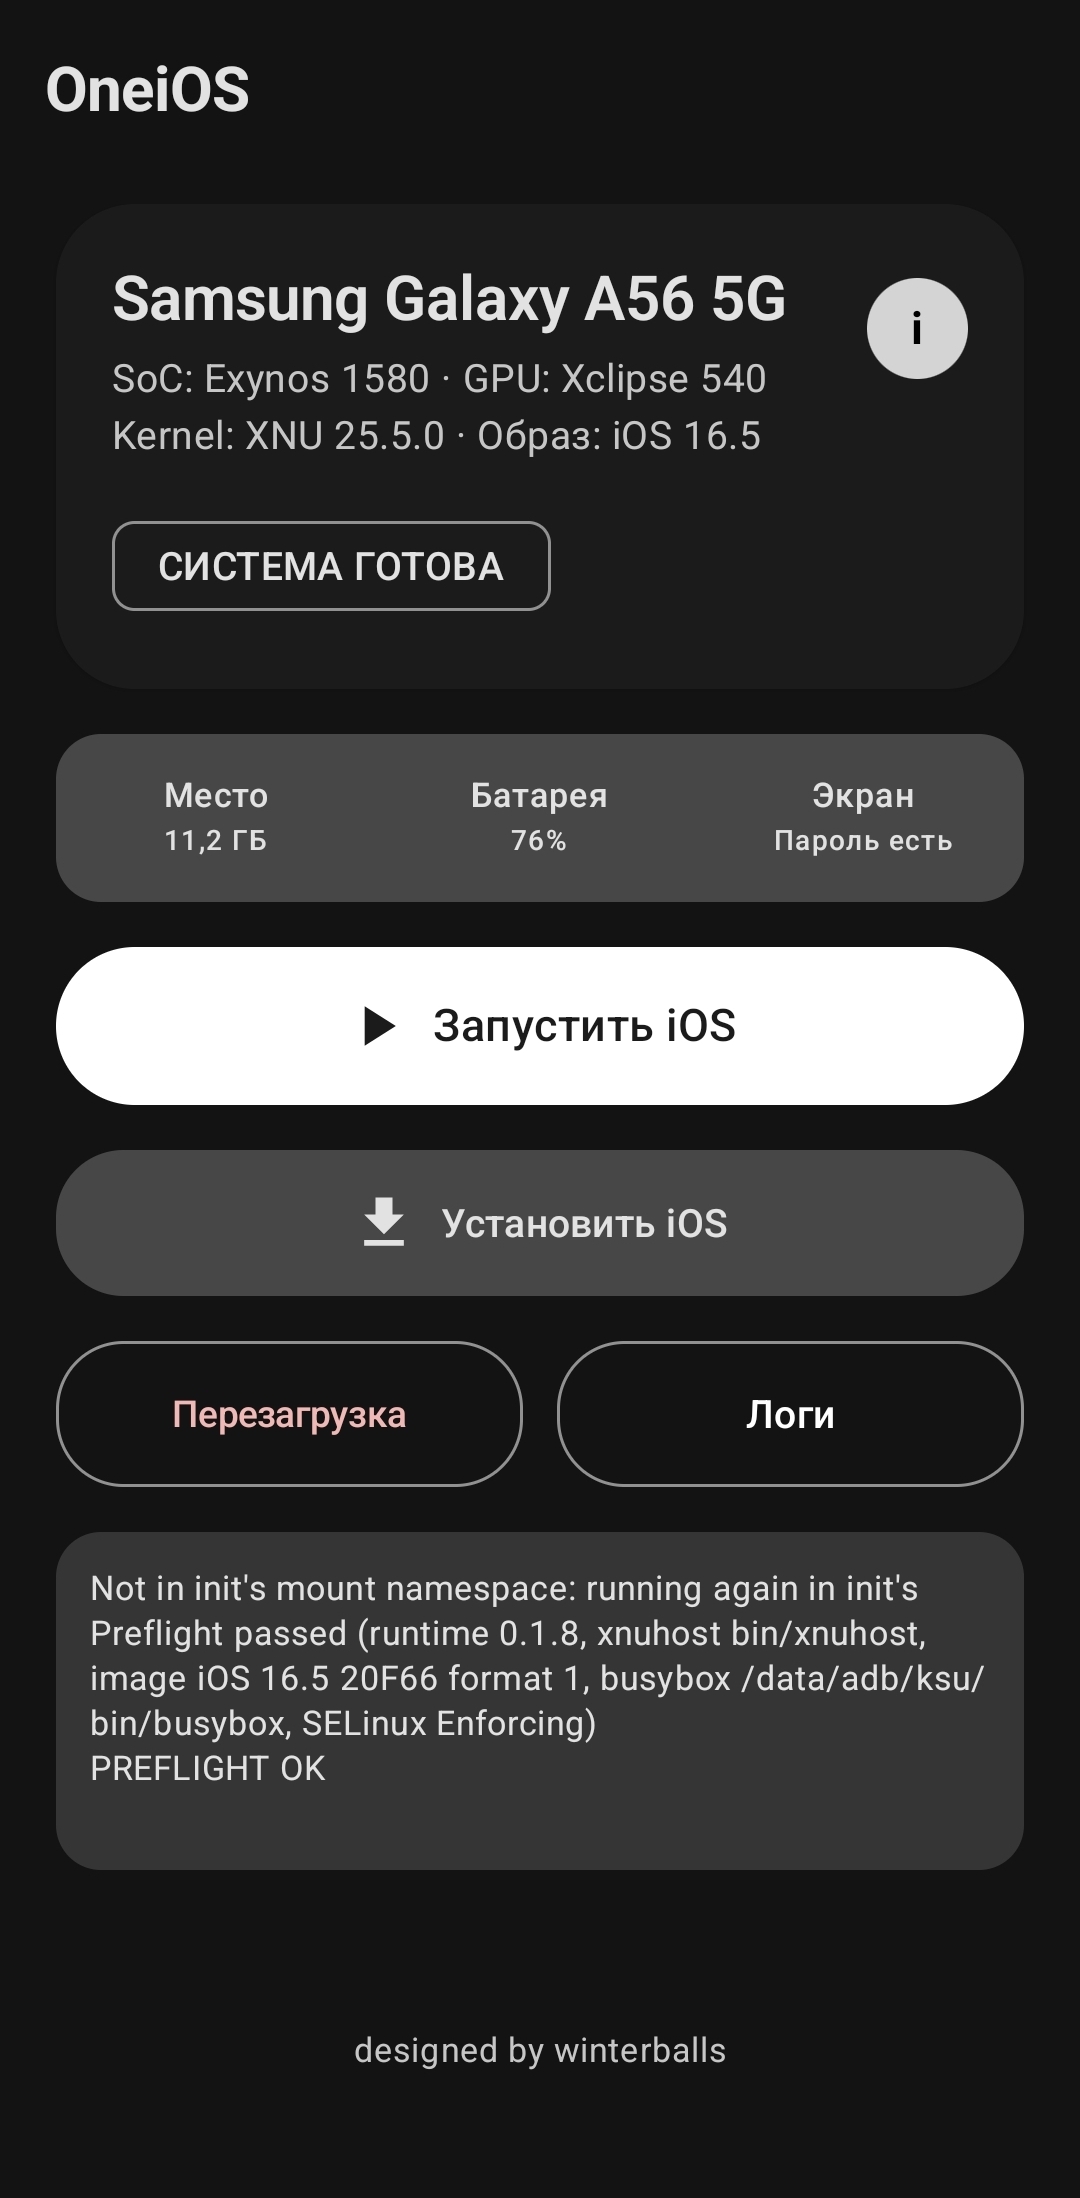 OneiOS
Samsung Galaxy A56 5G
i
SoC: Exynos 1580 · GPU: Xclipse 540
Kernel: XNU 25.5.0 · Образ: iOS 16.5
СИСТЕМА ГОТОВА
Место Батарея Экран
11,2 ГБ 76% Пароль есть
Запустить iOS
Установить iOS
Перезагрузка Логи
Not in init's mount namespace: running again in init's
Preflight passed (runtime 0.1.8, xnuhost bin/xnuhost,
image iOS 16.5 20F66 format 1, busybox /data/adb/ksu/
bin/busybox, SELinux Enforcing)
PREFLIGHT OK
designed by winterballs